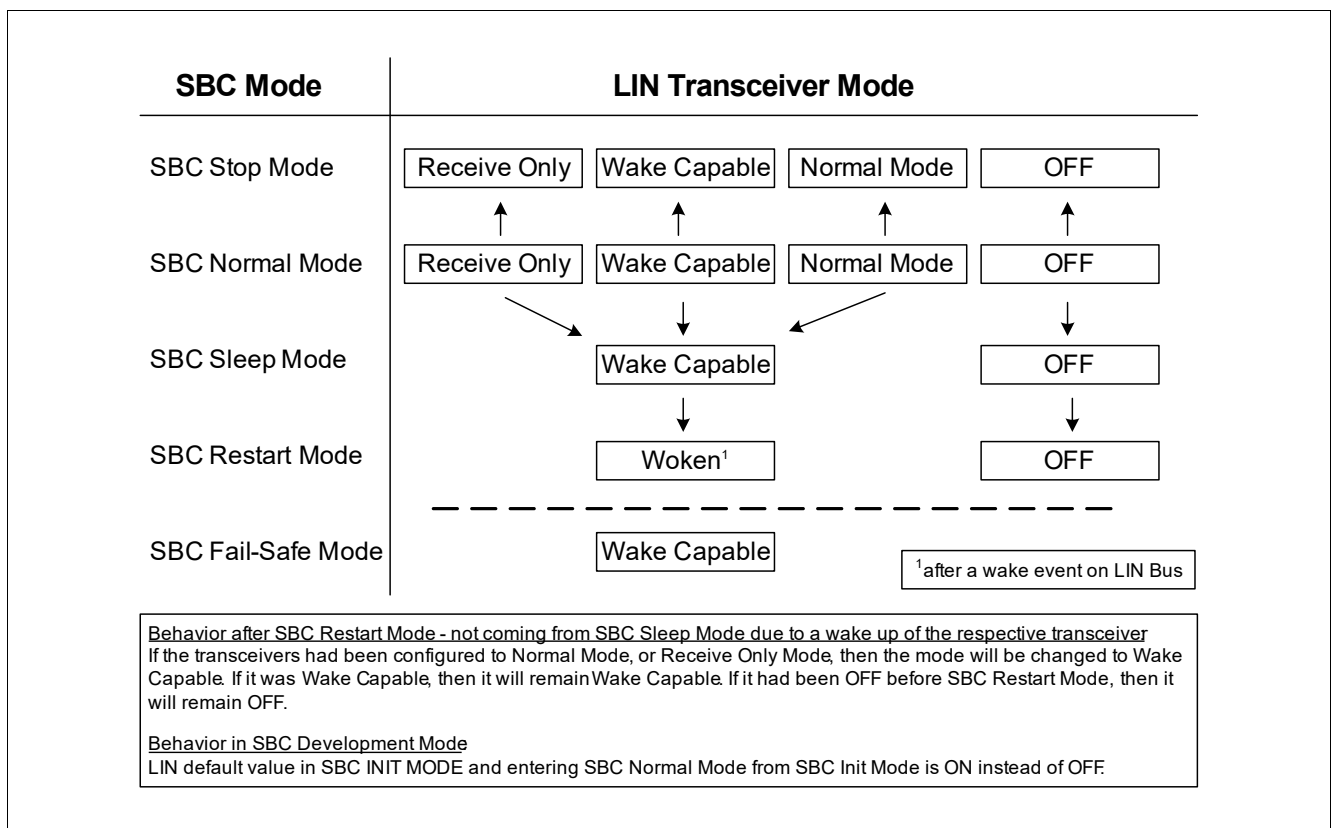 SBC Mode LIN Transceiver Mode
SBC Stop Mode Receive Only Wake Capable Normal Mode OFF
SBC Normal Mode Receive Only Wake Capable Normal Mode OFF
SBC Sleep Mode Wake Capable OFF
SBC Restart Mode Woken¹ OFF
SBC Fail-Safe Mode Wake Capable
¹after a wake event on LIN Bus
Behavior after SBC Restart Mode - not coming from SBC Sleep Mode due to a wake up of the respective transceiver
If the transceivers had been configured to Normal Mode, or Receive Only Mode, then the mode will be changed to Wake
Capable. If it was Wake Capable, then it will remain Wake Capable. If it had been OFF before SBC Restart Mode, then it
will remain OFF.
Behavior in SBC Development Mode
LIN default value in SBC INIT MODE and entering SBC Normal Mode from SBC Init Mode is ON instead of OFF.